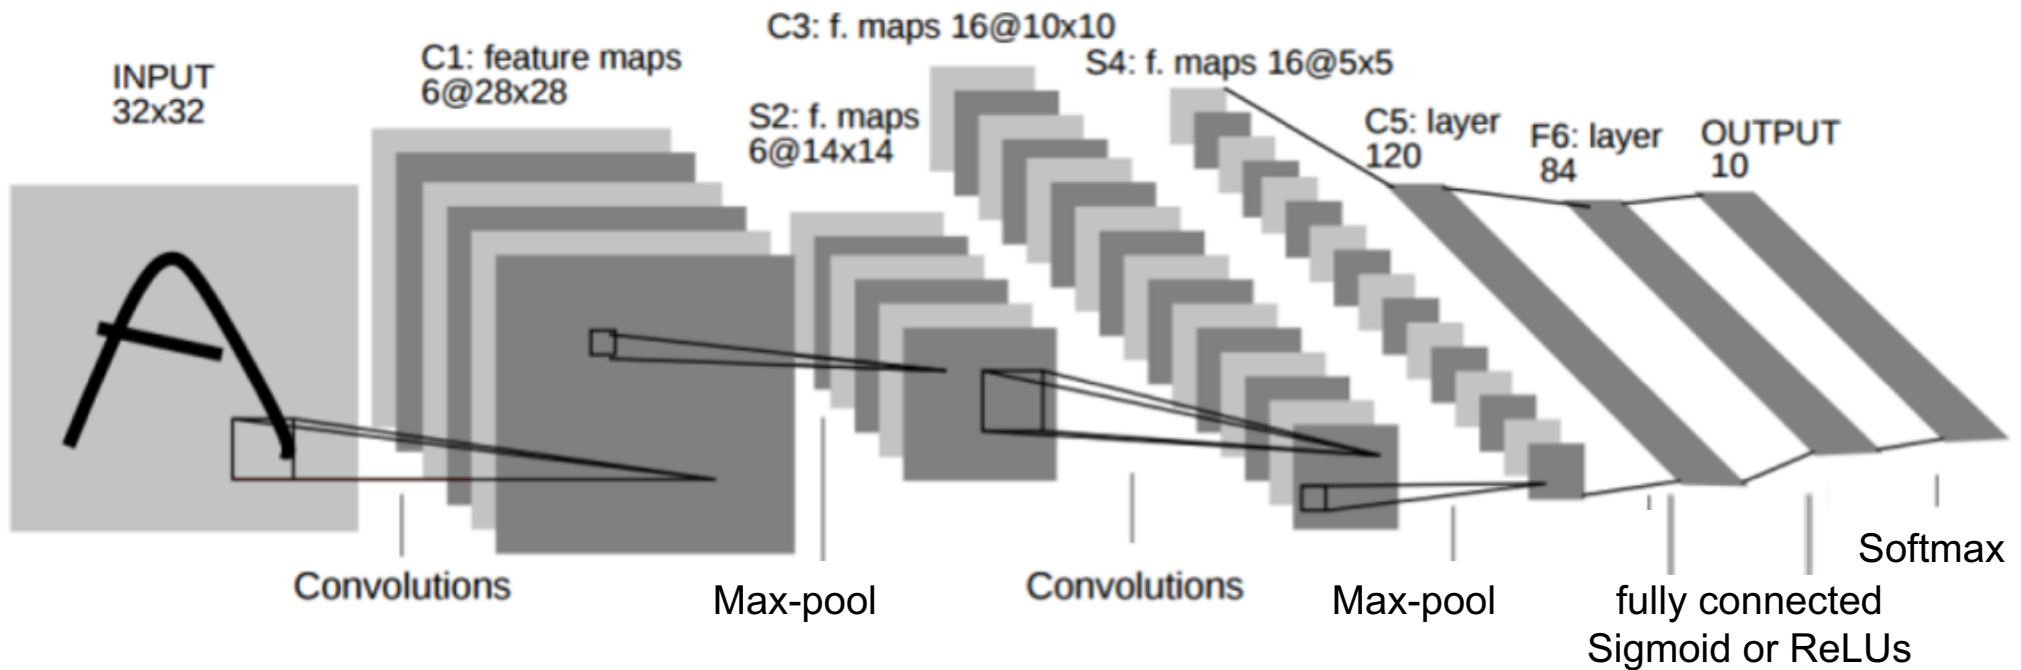 INPUT
32x32
C1: feature maps
6@28x28
S2: f. maps
6@14x14
C3: f. maps 16@10x10
S4: f. maps 16@5x5
C5: layer
120
F6: layer
84
OUTPUT
10
Convolutions
Max-pool
Convolutions
Max-pool
fully connected
Sigmoid or ReLUs
Softmax
A